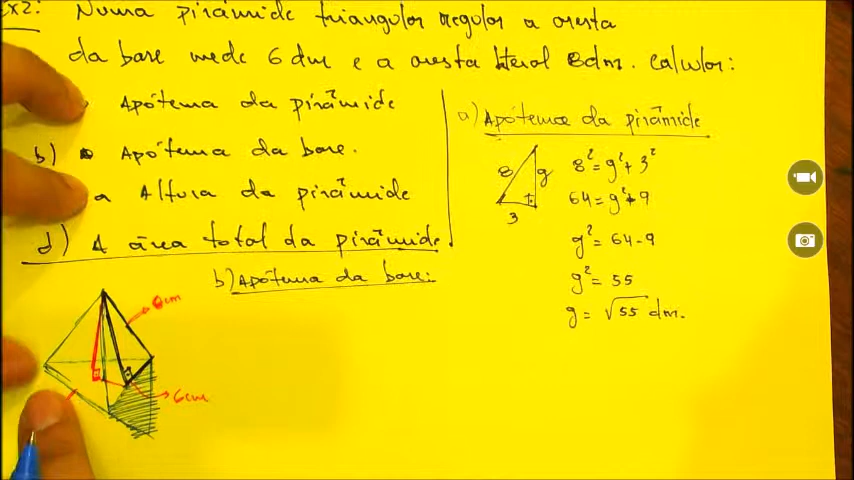 Ex2: Numa pirâmide triangular regular a aresta
da base mede 6 dm e a aresta lateral 8dm. Calcular:
Apótema da pirâmide
b) Apótema da base.
a Altura da pirâmide
d) A área total da pirâmide.
b) Apótema da base:
6cm
a) Apótema da pirâmide
8
g
3
8² = g² + 3²
64 = g² + 9
g² = 64 - 9
g² = 55
g = √55 dm.